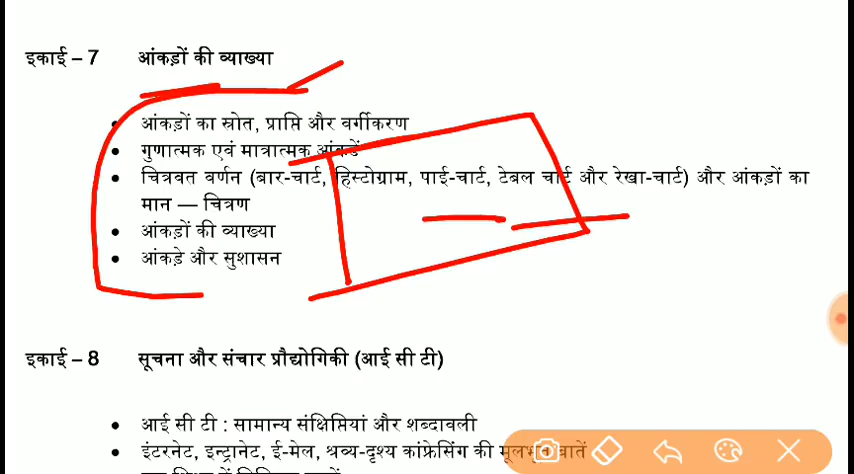 इकाई – 7 आंकड़ों की व्याख्या
• आंकड़ों का स्रोत, प्राप्ति और वर्गीकरण
• गुणात्मक एवं मात्रात्मक आंकडें
• चित्रवत वर्णन (बार-चार्ट, हिस्टोग्राम, पाई-चार्ट, टेबल चार्ट और रेखा-चार्ट) और आंकड़ों का
मान — चित्रण
• आंकड़ों की व्याख्या
• आंकड़े और सुशासन
इकाई – 8 सूचना और संचार प्रौद्योगिकी (आई सी टी)
• आई सी टी : सामान्य संक्षिप्तियां और शब्दावली
• इंटरनेट, इन्ट्रानेट, ई-मेल, श्रव्य-दृश्य कांफ्रेसिंग की मूलभूत बातें